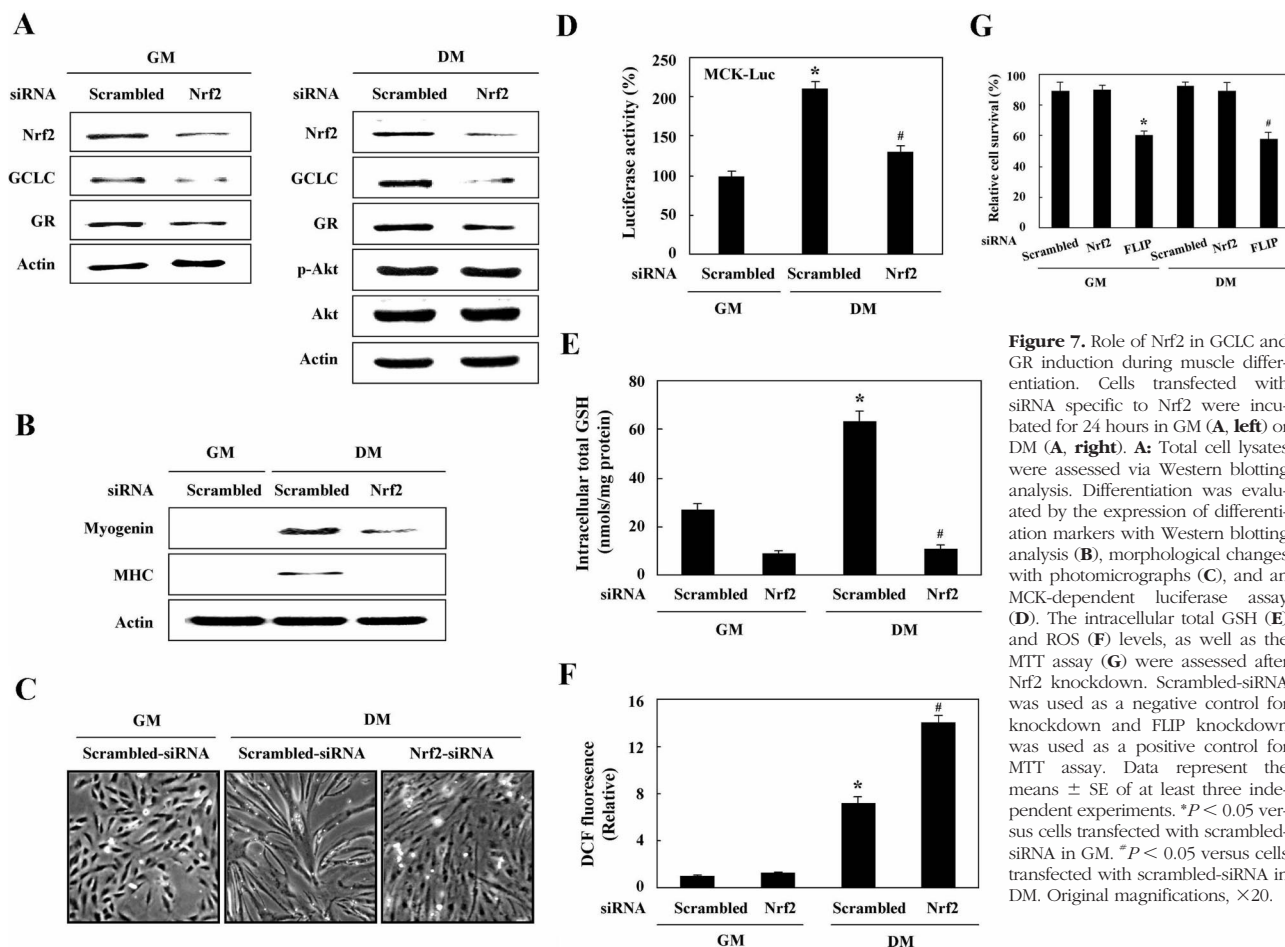 A
GM
siRNA Scrambled Nrf2
Nrf2
GCLC
GR
Actin
DM
siRNA Scrambled Nrf2
Nrf2
GCLC
GR
p-Akt
Akt
Actin
B
GM DM
siRNA Scrambled Scrambled Nrf2
Myogenin
MHC
Actin
C
GM DM
Scrambled-siRNA Scrambled-siRNA Nrf2-siRNA
D
Luciferase activity (%)
250
200
150
100
50
0
MCK-Luc
*
#
siRNA Scrambled Scrambled Nrf2
GM DM
E
Intracellular total GSH
(nmols/mg protein)
80
60
40
20
0
*
#
siRNA Scrambled Nrf2 Scrambled Nrf2
GM DM
F
DCF fluoresence
(Relative)
16
12
8
4
0
*
#
siRNA Scrambled Nrf2 Scrambled Nrf2
GM DM
G
Relative cell survival (%)
100
80
60
40
20
0
*
#
siRNA Scrambled Nrf2 FLIP Scrambled Nrf2 FLIP
GM DM
Figure 7. Role of Nrf2 in GCLC and
GR induction during muscle differ-
entiation. Cells transfected with
siRNA specific to Nrf2 were incu-
bated for 24 hours in GM (A, left) or
DM (A, right). A: Total cell lysates
were assessed via Western blotting
analysis. Differentiation was evalu-
ated by the expression of differenti-
ation markers with Western blotting
analysis (B), morphological changes
with photomicrographs (C), and an
MCK-dependent luciferase assay
(D). The intracellular total GSH (E)
and ROS (F) levels, as well as the
MTT assay (G) were assessed after
Nrf2 knockdown. Scrambled-siRNA
was used as a negative control for
knockdown and FLIP knockdown
was used as a positive control for
MTT assay. Data represent the
means ± SE of at least three inde-
pendent experiments. *P < 0.05 ver-
sus cells transfected with scrambled-
siRNA in GM. #P < 0.05 versus cells
transfected with scrambled-siRNA in
DM. Original magnifications, ×20.